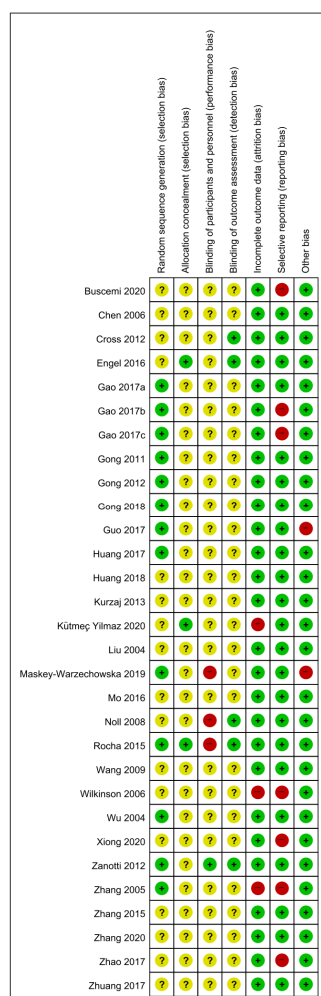 Random sequence generation (selection bias)
Allocation concealment (selection bias)
Blinding of participants and personnel (performance bias)
Blinding of outcome assessment (detection bias)
Incomplete outcome data (attrition bias)
Selective reporting (reporting bias)
Other bias
Buscemi 2020 ? ? ? ? + – +
Chen 2006 ? ? ? ? + + +
Cross 2012 ? ? ? + + + +
Engel 2016 ? + ? + + + +
Gao 2017a + ? ? ? + + +
Gao 2017b + ? ? ? + – +
Gao 2017c + ? ? ? + – +
Gong 2011 + ? ? ? + + +
Gong 2012 + ? ? ? + + +
Gong 2018 + ? ? ? + + +
Guo 2017 + ? ? ? + + –
Huang 2017 + ? ? ? + + +
Huang 2018 ? ? ? ? + + +
Kurzaj 2013 ? ? ? ? + + +
Kütmeç Yilmaz 2020 ? + ? ? – + +
Liu 2004 ? ? ? ? + + +
Maskey-Warzechowska 2019 + ? – ? + + –
Mo 2016 ? ? ? ? + + +
Noll 2008 ? ? – + + + +
Rocha 2015 + + – + + + +
Wang 2009 ? ? ? ? + + +
Wilkinson 2006 ? ? ? ? – – +
Wu 2004 + ? ? ? + + +
Xiong 2020 ? ? ? ? + – +
Zanotti 2012 + ? + + + + +
Zhang 2005 + ? ? ? – – +
Zhang 2015 ? ? ? ? + + +
Zhang 2020 ? ? ? ? + + +
Zhao 2017 ? ? ? ? + – +
Zhuang 2017 ? ? ? ? + + +